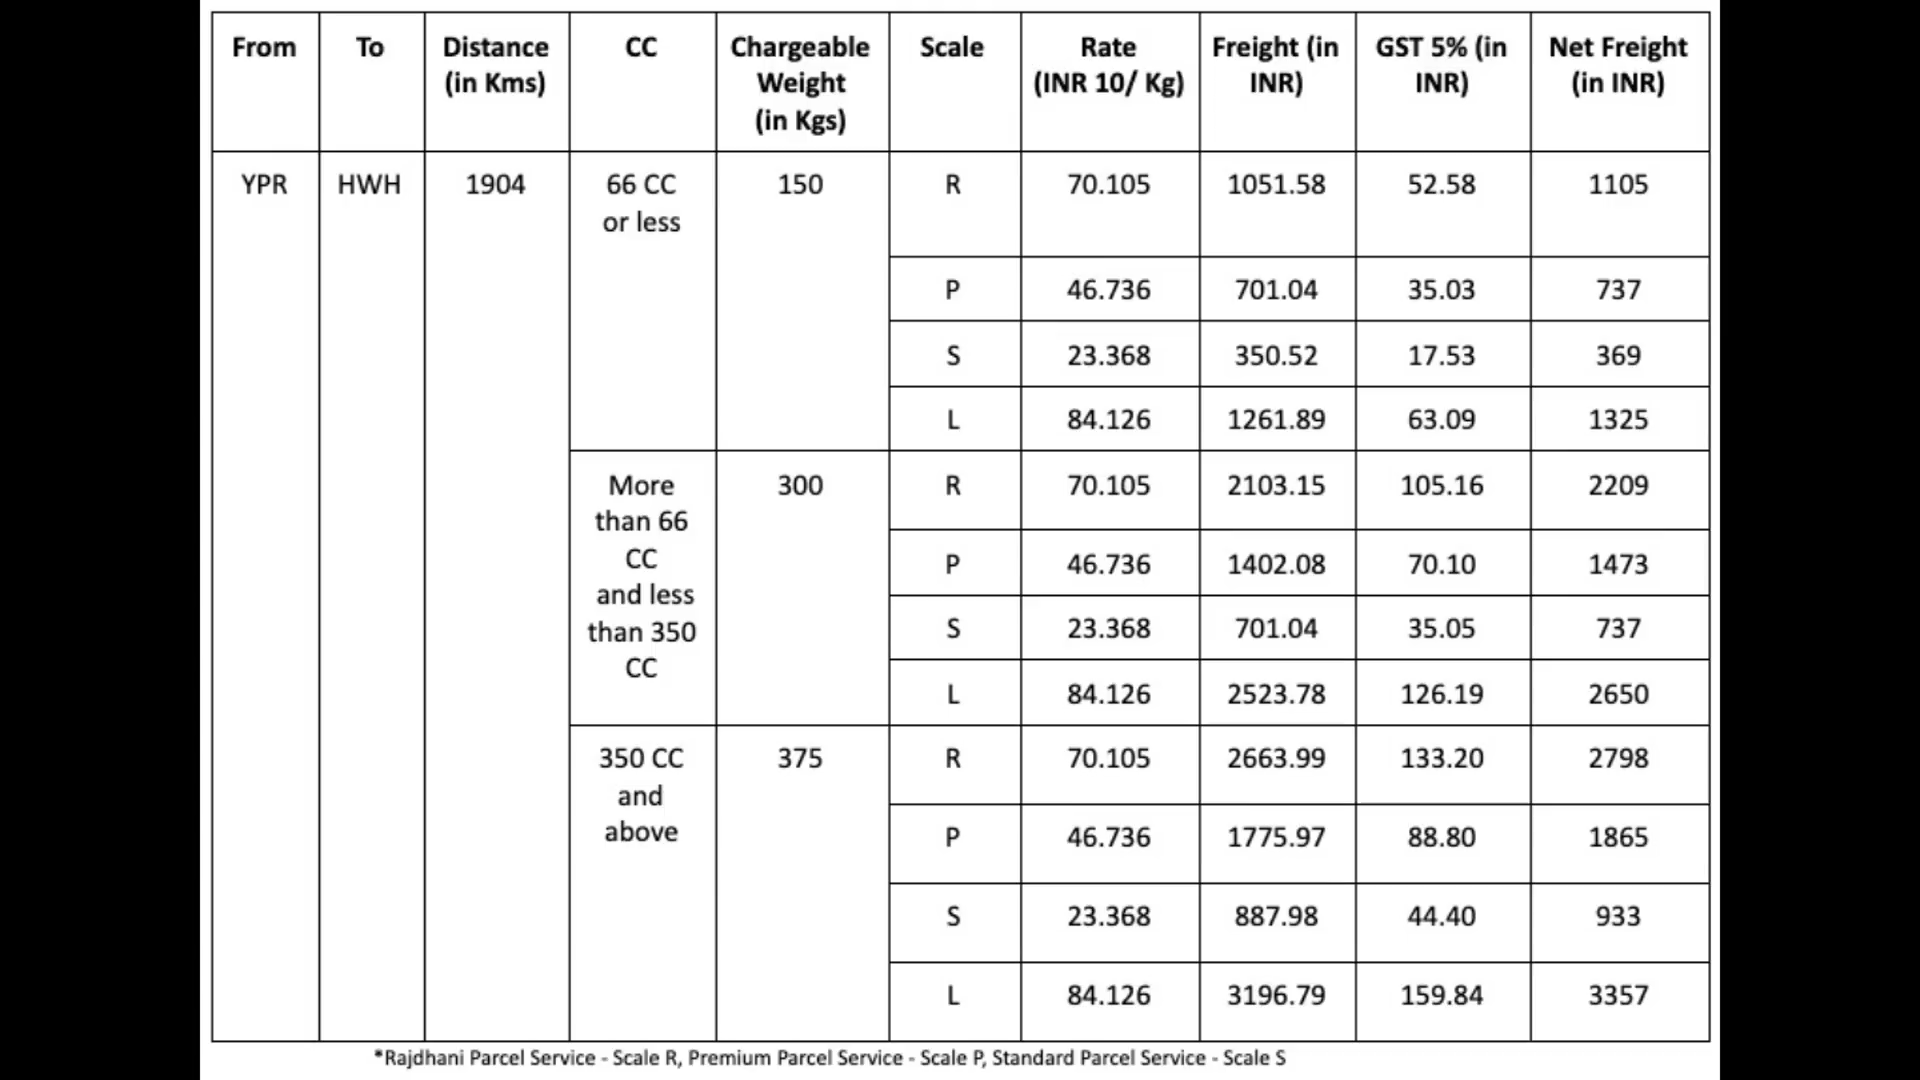 From To Distance (in Kms) CC Chargeable Weight (in Kgs) Scale Rate (INR 10/ Kg) Freight (in INR) GST 5% (in INR) Net Freight (in INR)
YPR HWH 1904 66 CC or less 150 R 70.105 1051.58 52.58 1105
P 46.736 701.04 35.03 737
S 23.368 350.52 17.53 369
L 84.126 1261.89 63.09 1325
More than 66 CC and less than 350 CC 300 R 70.105 2103.15 105.16 2209
P 46.736 1402.08 70.10 1473
S 23.368 701.04 35.05 737
L 84.126 2523.78 126.19 2650
350 CC and above 375 R 70.105 2663.99 133.20 2798
P 46.736 1775.97 88.80 1865
S 23.368 887.98 44.40 933
L 84.126 3196.79 159.84 3357
*Rajdhani Parcel Service - Scale R, Premium Parcel Service - Scale P, Standard Parcel Service - Scale S